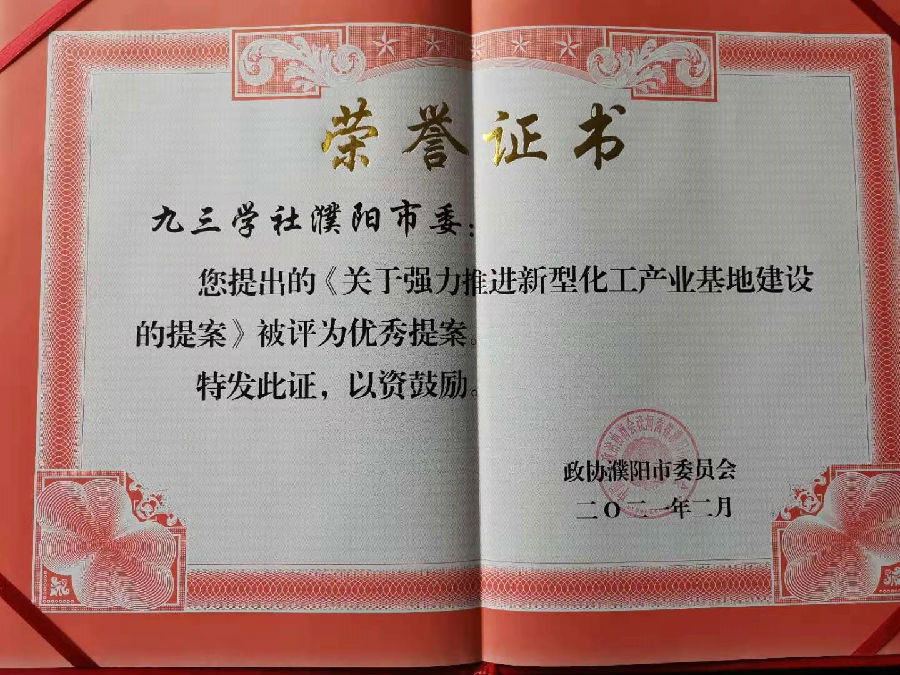 荣誉证书
九三学社濮阳市委：
您提出的《关于强力推进新型化工产业基地建设
的提案》被评为优秀提案。
特发此证，以资鼓励。
政协濮阳市委员会
二〇二一年二月